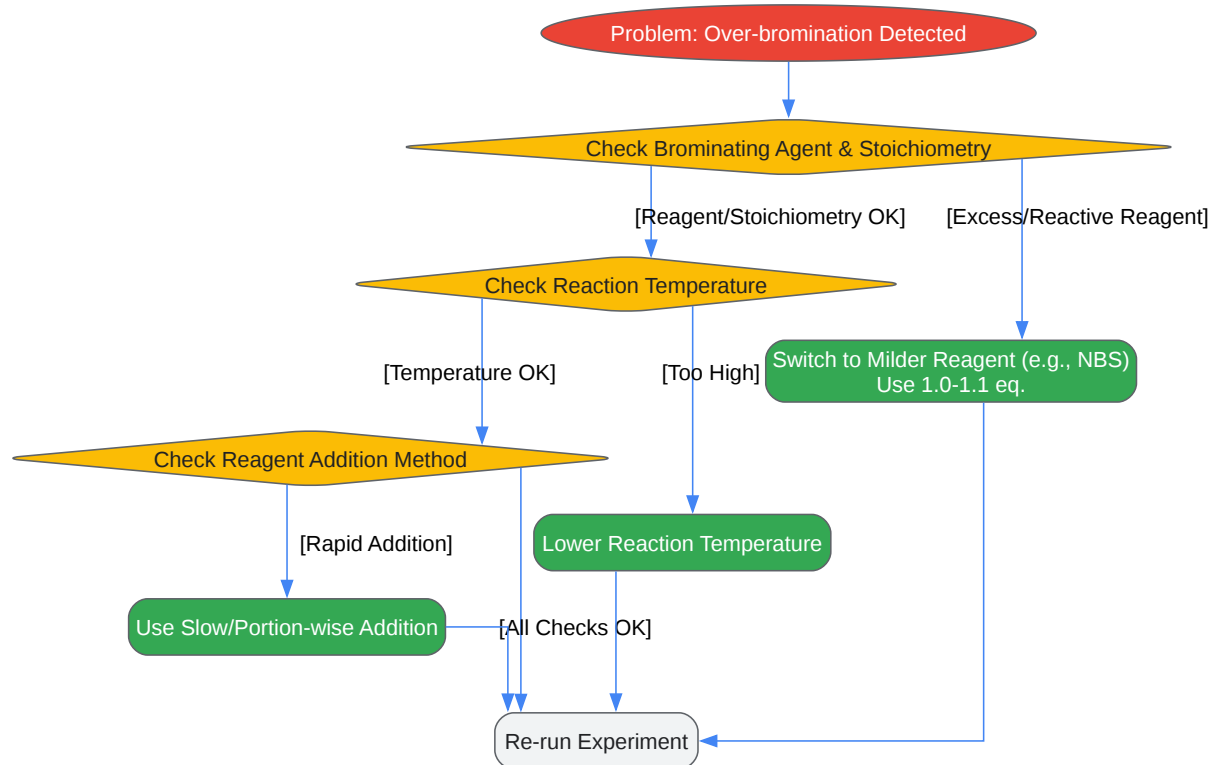 Problem: Over-bromination Detected
Check Brominating Agent & Stoichiometry
[Reagent/Stoichiometry OK]
[Excess/Reactive Reagent]
Check Reaction Temperature
[Temperature OK]
[Too High]
Switch to Milder Reagent (e.g., NBS)
Use 1.0-1.1 eq.
Check Reagent Addition Method
[Rapid Addition]
Lower Reaction Temperature
Use Slow/Portion-wise Addition
[All Checks OK]
Re-run Experiment